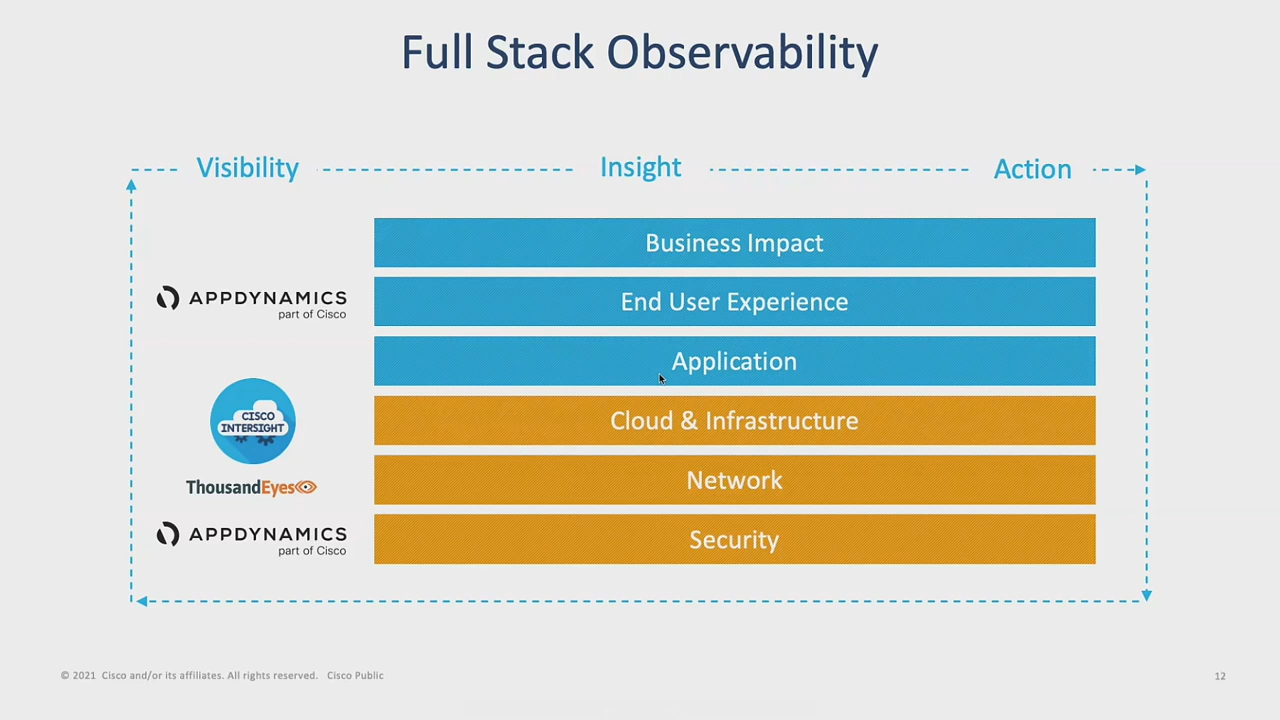 Full Stack Observability
Visibility
Insight
Action
Business Impact
APPDYNAMICS
part of Cisco
End User Experience
Application
CISCO
INTERSIGHT
Cloud & Infrastructure
ThousandEyes
Network
APPDYNAMICS
part of Cisco
Security
© 2021 Cisco and/or its affiliates. All rights reserved. Cisco Public
12